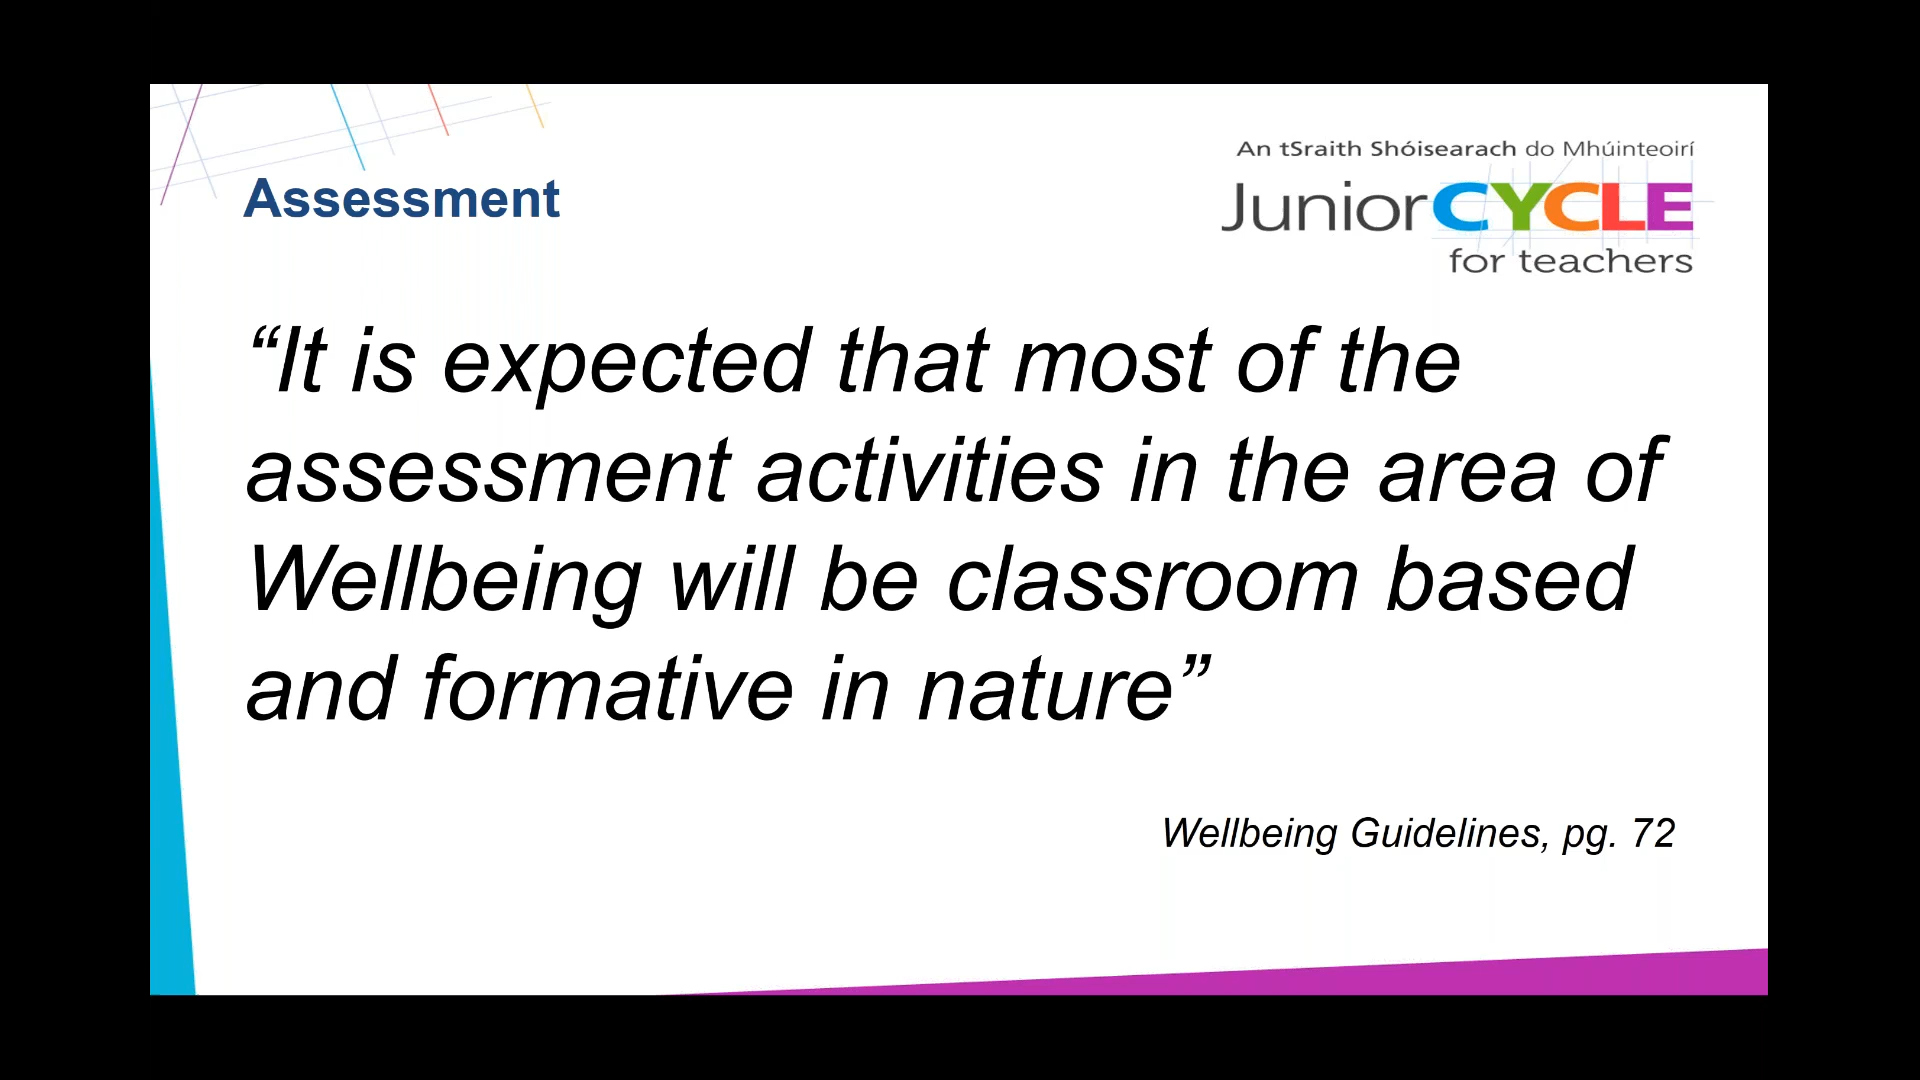 An tSraith Shóisearach do Mhúinteoirí
JuniorCYCLE
for teachers
Assessment
“It is expected that most of the
assessment activities in the area of
Wellbeing will be classroom based
and formative in nature”
Wellbeing Guidelines, pg. 72